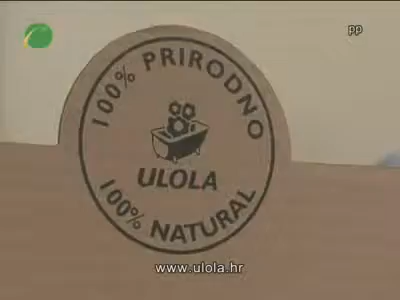 pp
100% PRIRODNO
ULOLA
100% NATURAL
www.ulola.hr